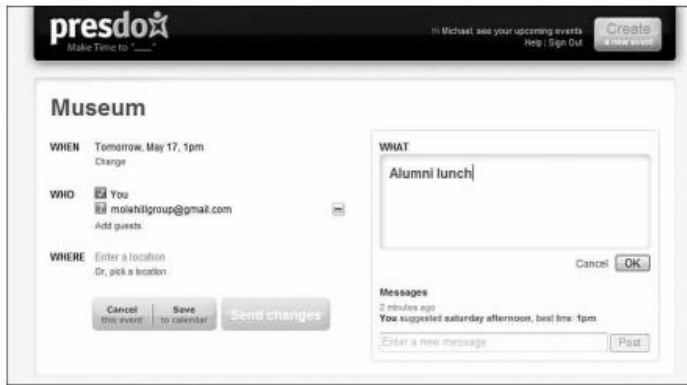 presdo
Make Time to "___"
Hi Michael, see your upcoming events
Help | Sign Out
Create
a new event
Museum
WHEN Tomorrow, May 17, 1pm
Change
WHO You
molehillgroup@gmail.com
Add guests
WHERE Enter a location
Or, pick a location
Cancel
this event
Save
to calendar
Send changes
WHAT
Alumni lunch
Cancel OK
Messages
2 minutes ago
You suggested saturday afternoon, best time: 1pm
Enter a new message Post